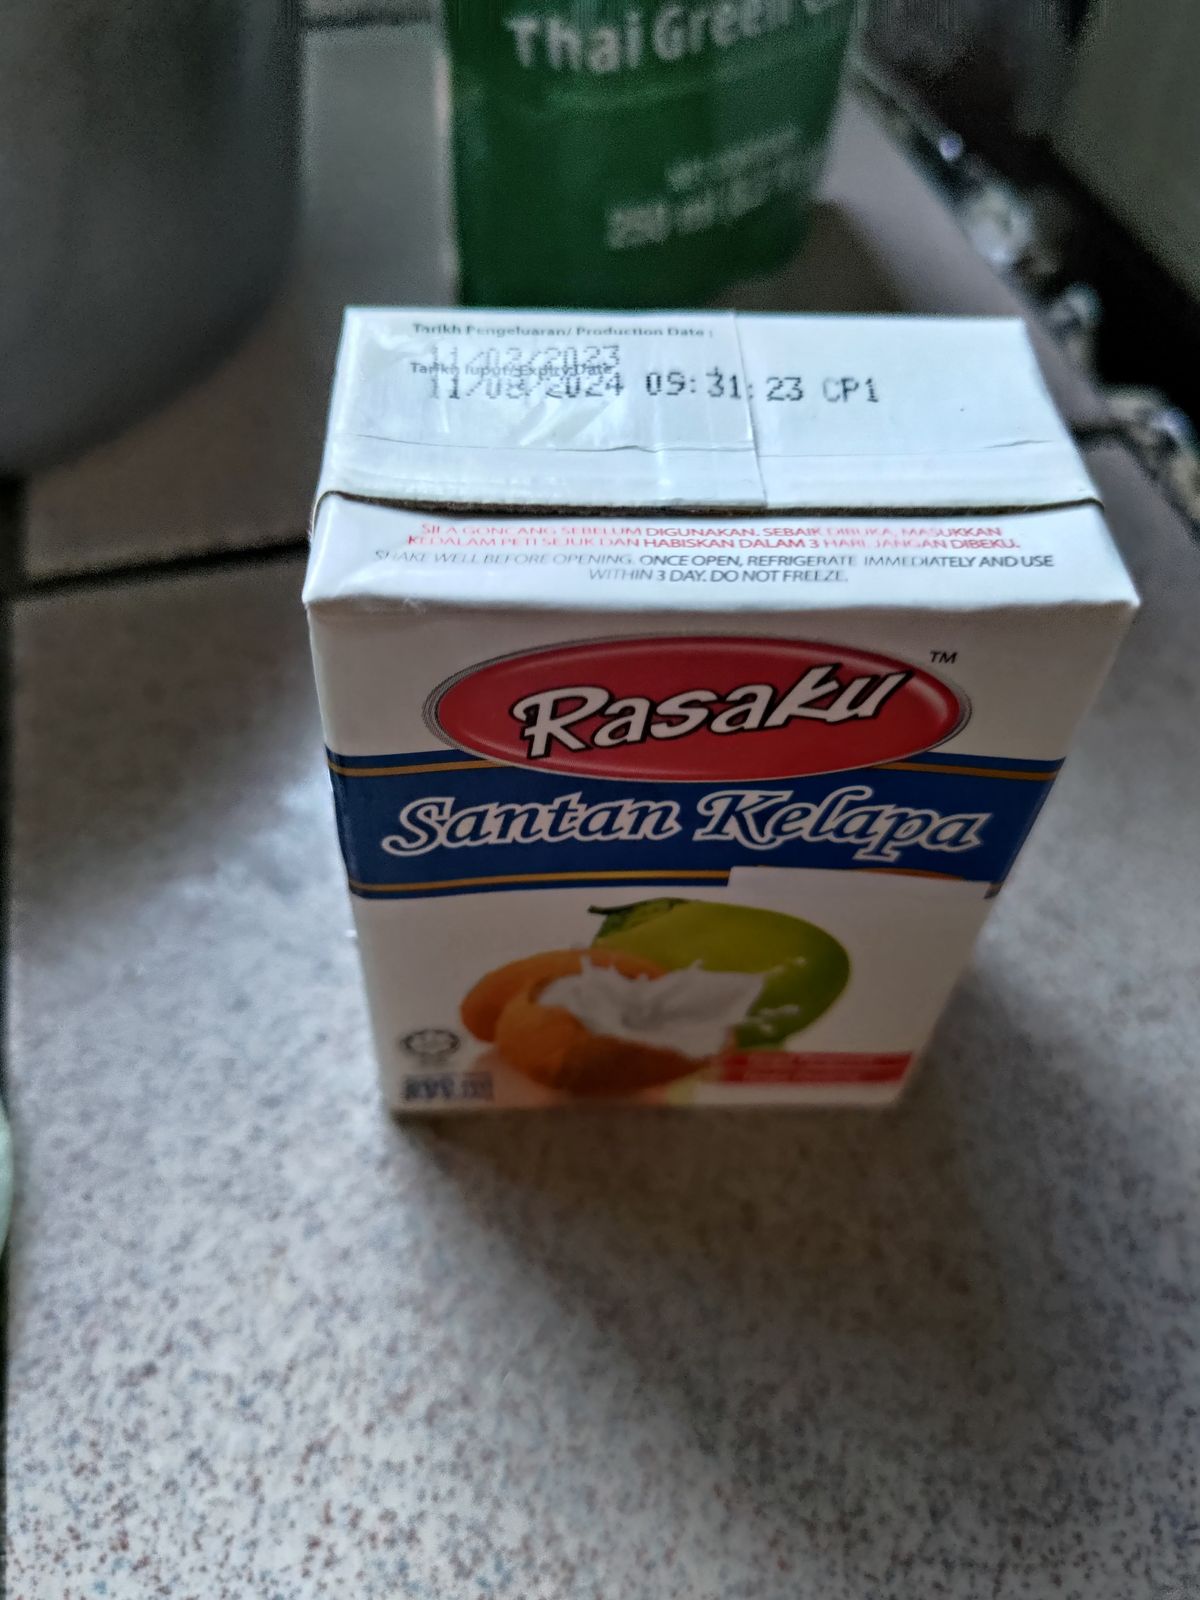 Thai Green
Tarikh Pengeluaran/ Production Date :
11/02/2023
Tarikh luput/Expiry Date
11/08/2024 09:31:23 CP1
SILA GONCANG SEBELUM DIGUNAKAN. SEBAIK DIBUKA, MASUKKAN
KEDALAM PETI SEJUK DAN HABISKAN DALAM 3 HARI. JANGAN DIBEKU.
SHAKE WELL BEFORE OPENING. ONCE OPEN, REFRIGERATE IMMEDIATELY AND USE
WITHIN 3 DAY. DO NOT FREEZE.
Rasaku TM
Santan Kelapa